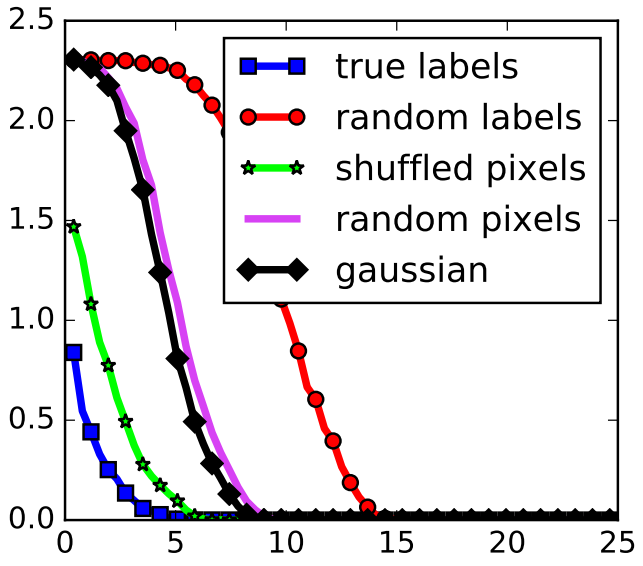 2.5
2.0
1.5
1.0
0.5
0.0
true labels
random labels
shuffled pixels
random pixels
gaussian
0 5 10 15 20 25